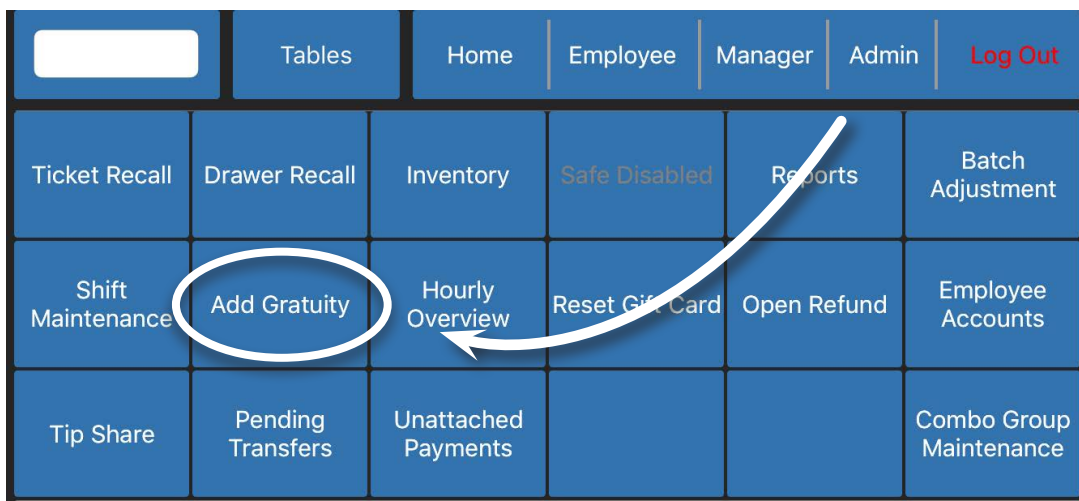 Tables
Home
Employee
Manager
Admin
Log Out
Ticket Recall
Drawer Recall
Inventory
Safe Disabled
Reports
Batch
Adjustment
Shift
Maintenance
Add Gratuity
Hourly
Overview
Reset Gift Card
Open Refund
Employee
Accounts
Tip Share
Pending
Transfers
Unattached
Payments
Combo Group
Maintenance